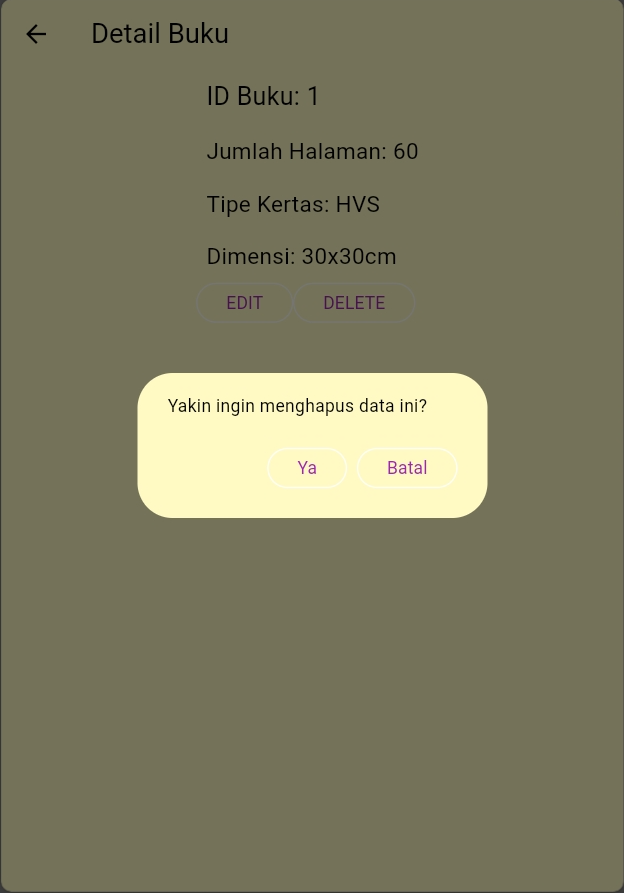 Detail Buku
ID Buku: 1
Jumlah Halaman: 60
Tipe Kertas: HVS
Dimensi: 30x30cm
EDIT DELETE
Yakin ingin menghapus data ini?
Ya Batal